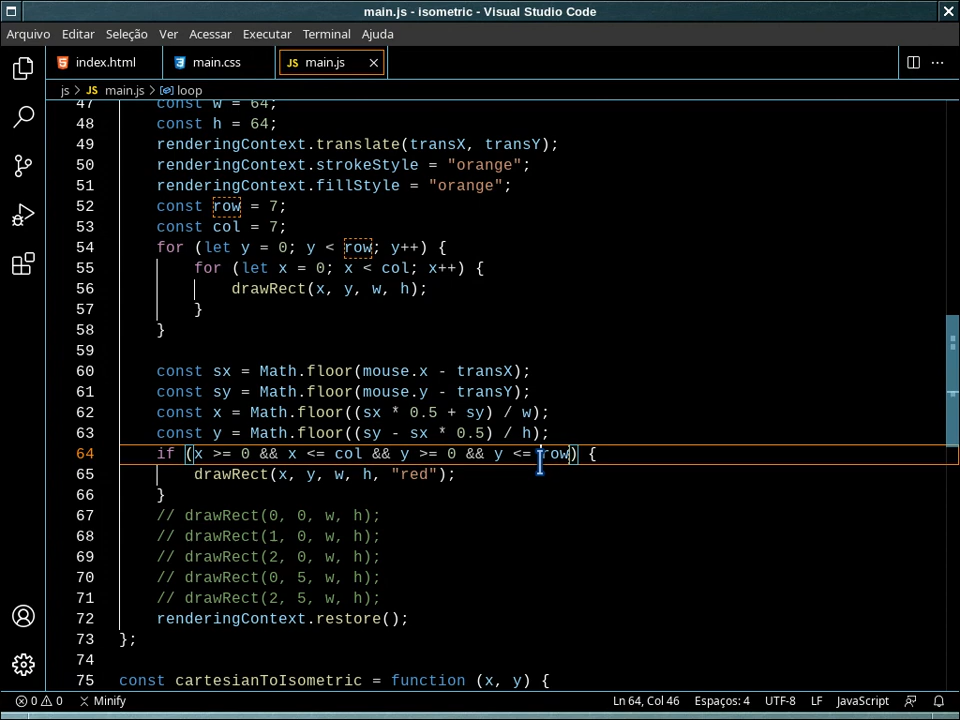 main.js - isometric - Visual Studio Code
Arquivo Editar Seleção Ver Acessar Executar Terminal Ajuda
index.html main.css JS main.js
js > JS main.js > loop
47 const w = 64;
48 const h = 64;
49 renderingContext.translate(transX, transY);
50 renderingContext.strokeStyle = "orange";
51 renderingContext.fillStyle = "orange";
52 const row = 7;
53 const col = 7;
54 for (let y = 0; y < row; y++) {
55 for (let x = 0; x < col; x++) {
56 drawRect(x, y, w, h);
57 }
58 }
59
60 const sx = Math.floor(mouse.x - transX);
61 const sy = Math.floor(mouse.y - transY);
62 const x = Math.floor((sx * 0.5 + sy) / w);
63 const y = Math.floor((sy - sx * 0.5) / h);
64 if (x >= 0 && x <= col && y >= 0 && y <= row) {
65 drawRect(x, y, w, h, "red");
66 }
67 // drawRect(0, 0, w, h);
68 // drawRect(1, 0, w, h);
69 // drawRect(2, 0, w, h);
70 // drawRect(0, 5, w, h);
71 // drawRect(2, 5, w, h);
72 renderingContext.restore();
73 };
74
75 const cartesianToIsometric = function (x, y) {
0 0 Minify Ln 64, Col 46 Espaços: 4 UTF-8 LF JavaScript